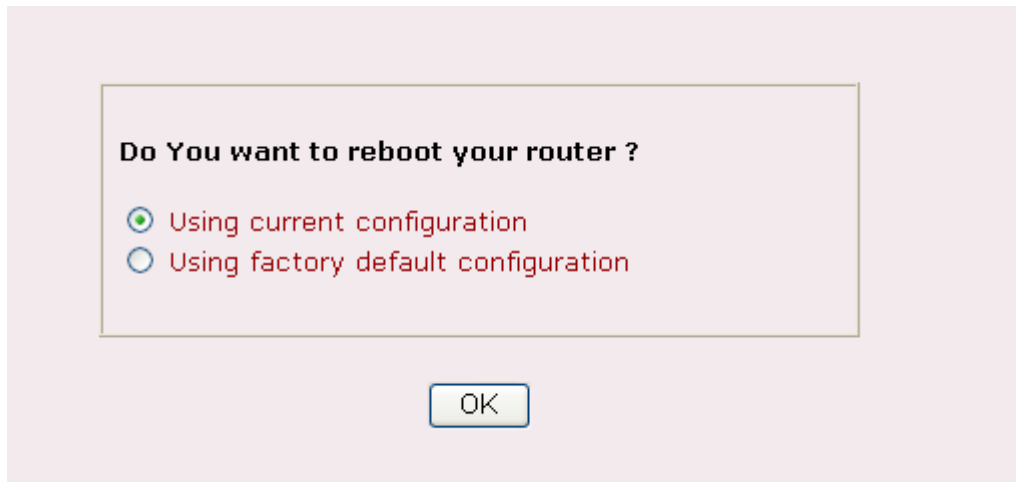 Do You want to reboot your router ?
Using current configuration
Using factory default configuration
OK